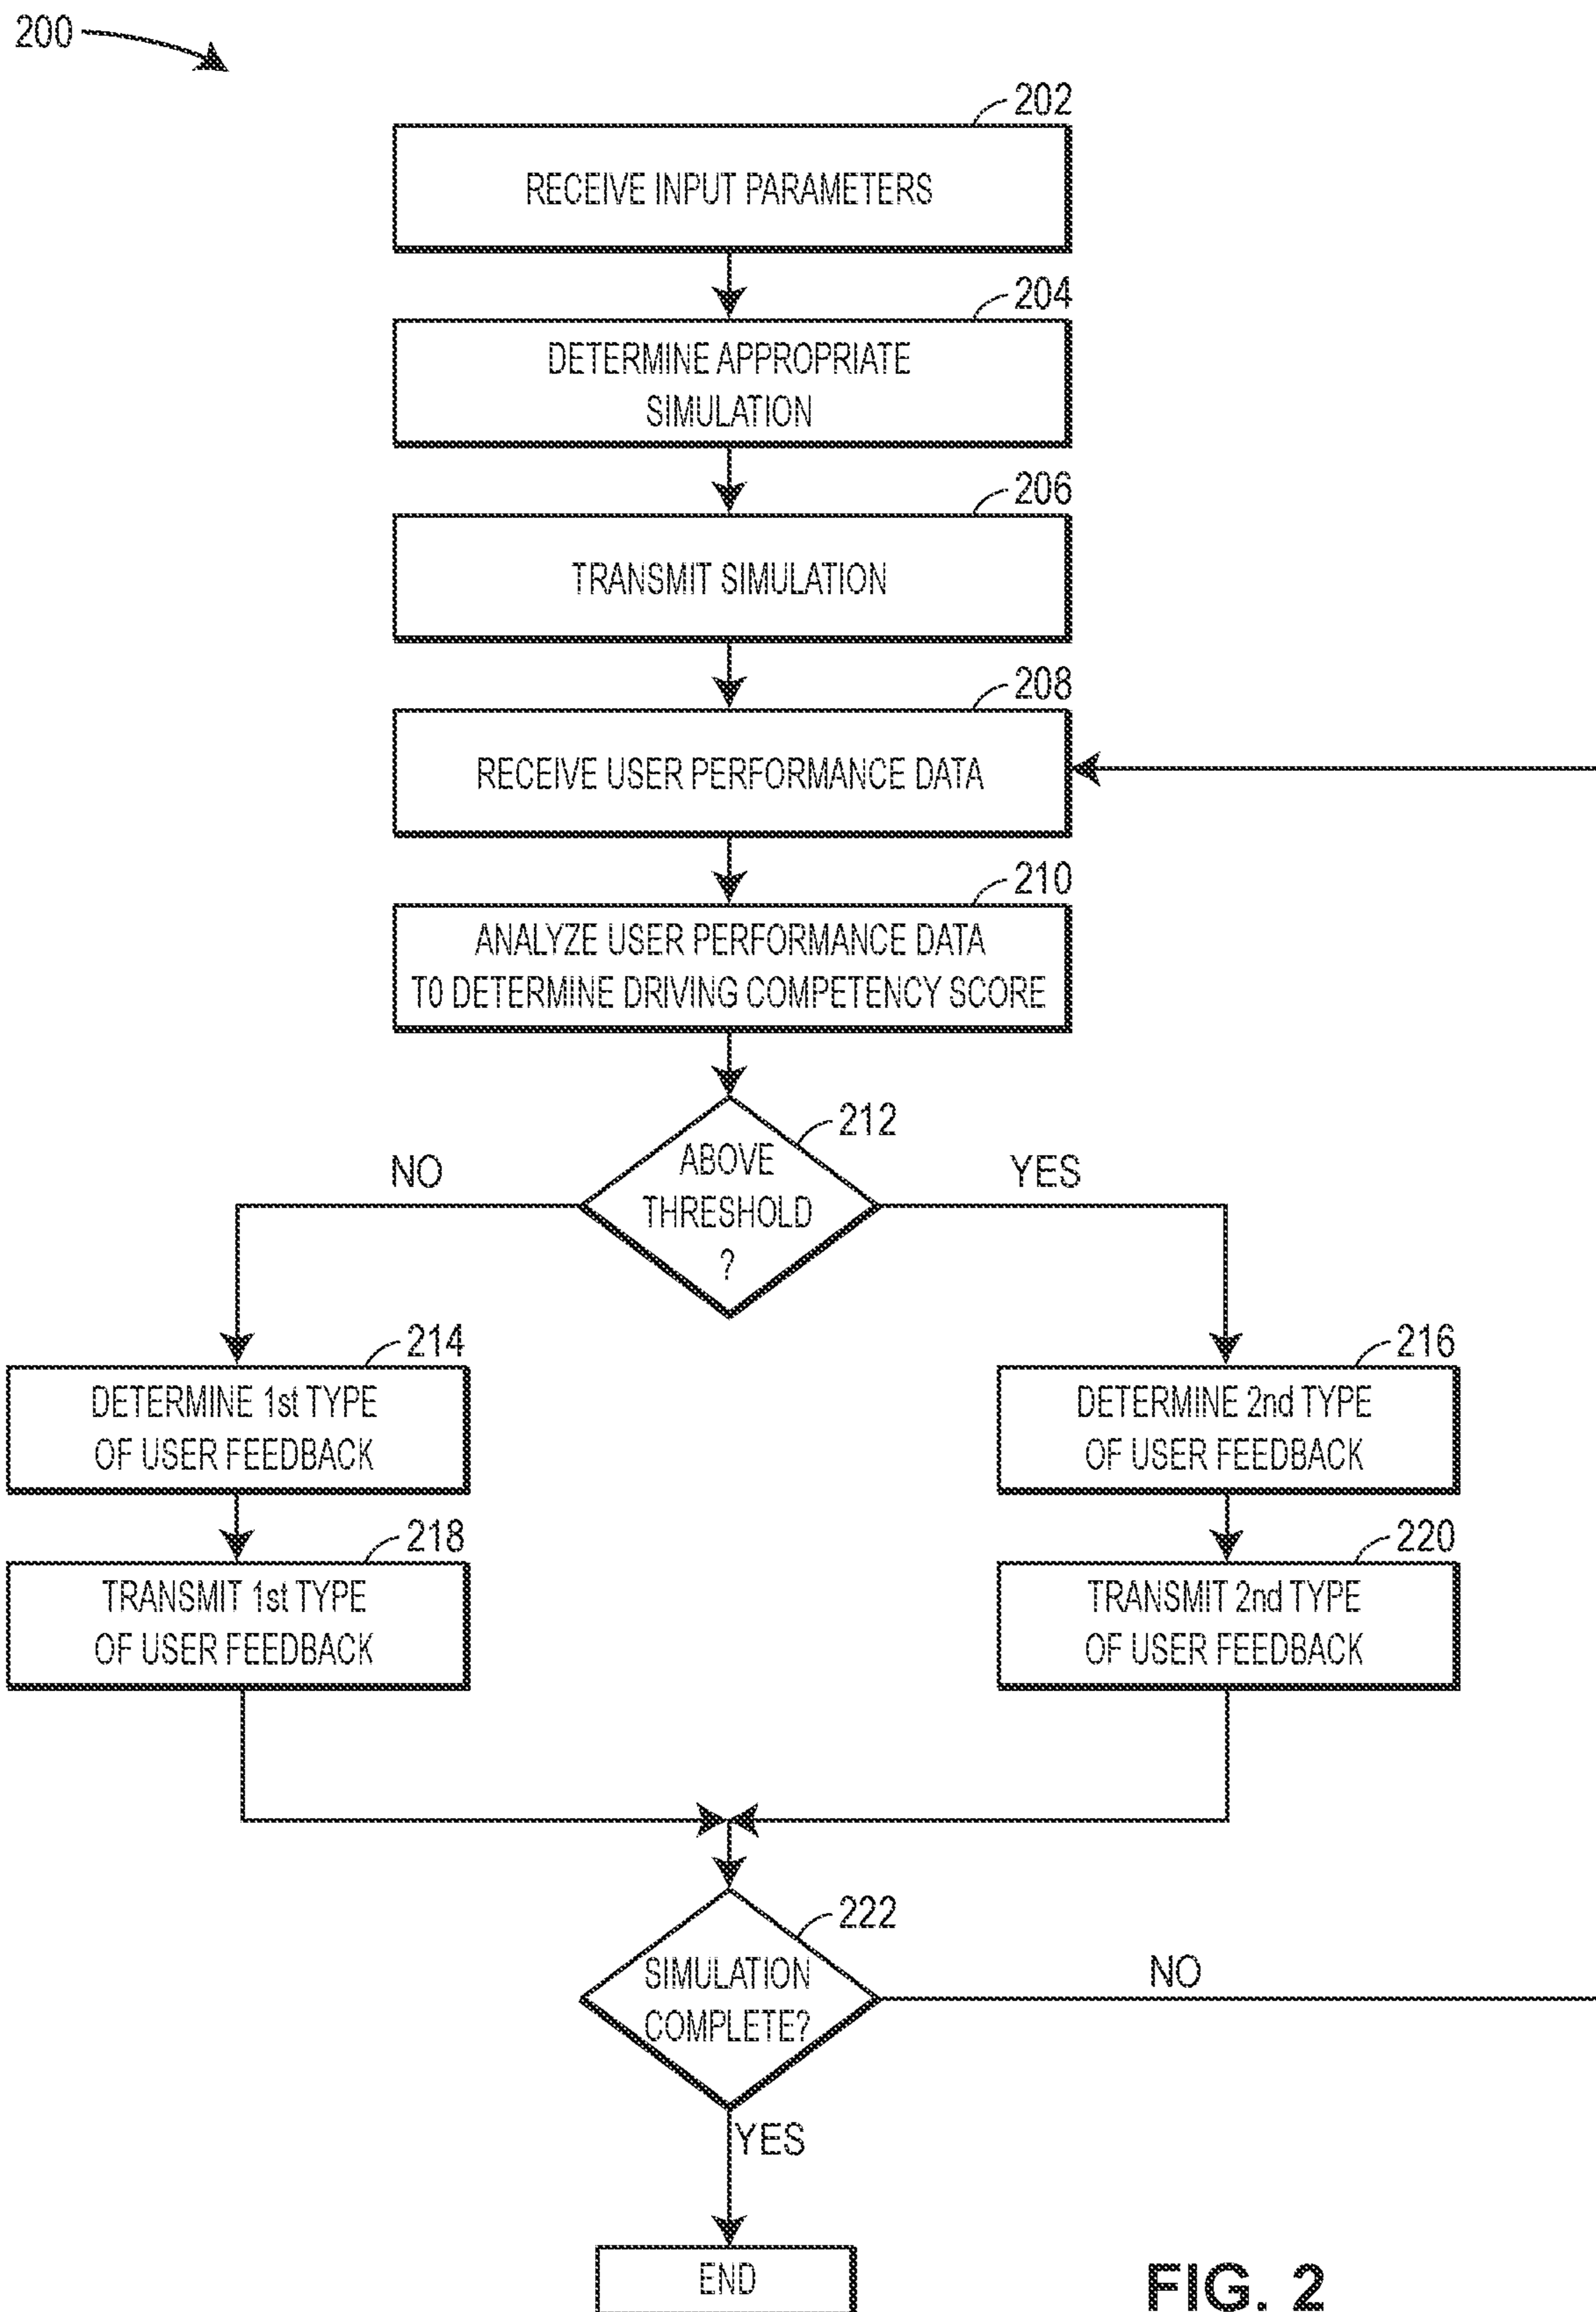 200
202
RECEIVE INPUT PARAMETERS
204
DETERMINE APPROPRIATE
SIMULATION
206
TRANSMIT SIMULATION
208
RECEIVE USER PERFORMANCE DATA
210
ANALYZE USER PERFORMANCE DATA
T0 DETERMINE DRIVING COMPETENCY SCORE
212
ABOVE
THRESHOLD
?
NO
YES
214
DETERMINE 1st TYPE
OF USER FEEDBACK
216
DETERMINE 2nd TYPE
OF USER FEEDBACK
218
TRANSMIT 1st TYPE
OF USER FEEDBACK
220
TRANSMIT 2nd TYPE
OF USER FEEDBACK
222
SIMULATION
COMPLETE?
NO
YES
END
FIG. 2